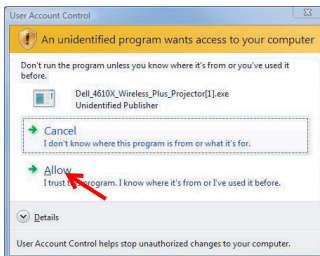 User Account Control
An unidentified program wants access to your computer
Don't run the program unless you know where it's from or you've used it
before.
Dell_4610X_Wireless_Plus_Projector[1].exe
Unidentified Publisher
Cancel
I don't know where this program is from or what it's for.
Allow
I trust this program. I know where it's from or I've used it before.
Details
User Account Control helps stop unauthorized changes to your computer.